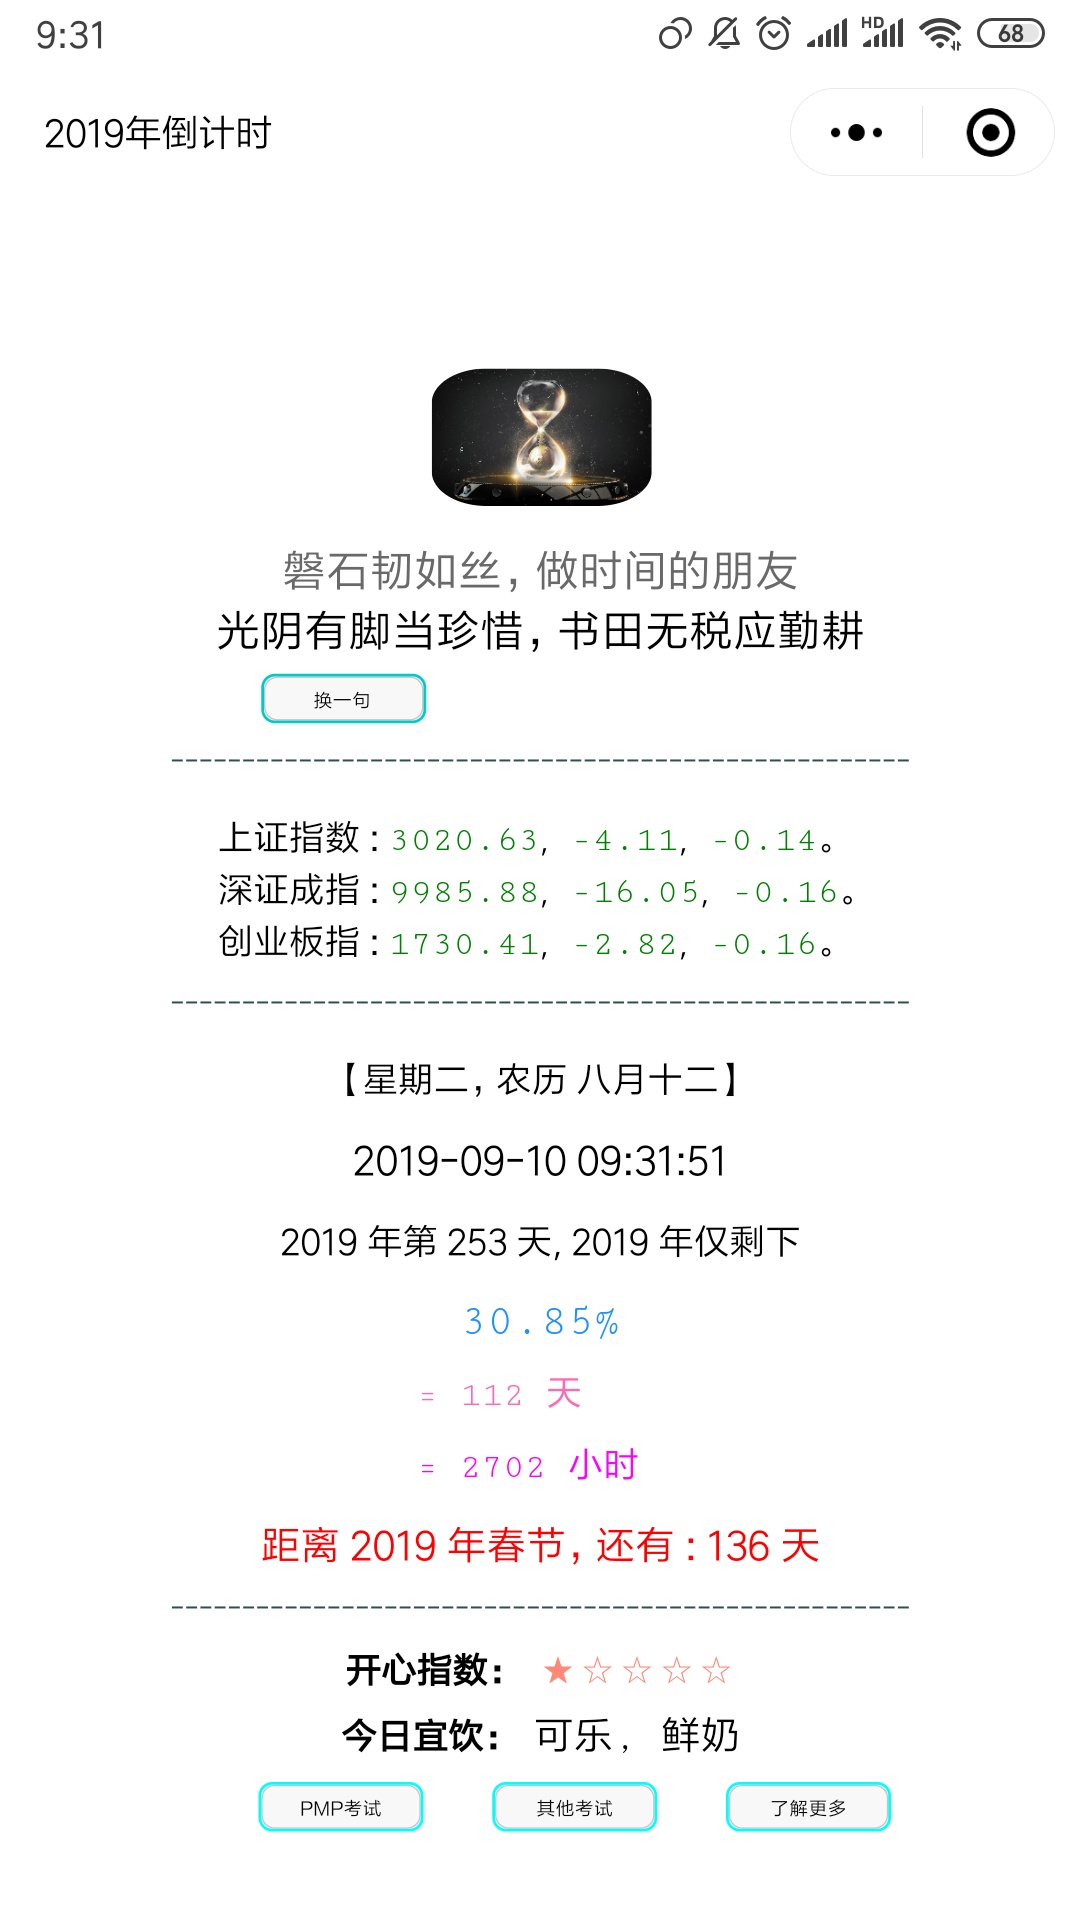 9:31
HD
68
2019年倒计时
磐石韧如丝，做时间的朋友
光阴有脚当珍惜，书田无税应勤耕
换一句
----------------------------------------------------
上证指数：3020.63, -4.11, -0.14。
深证成指：9985.88, -16.05, -0.16。
创业板指：1730.41, -2.82, -0.16。
----------------------------------------------------
【星期二，农历 八月十二】
2019-09-10 09:31:51
2019 年第 253 天, 2019 年仅剩下
30.85%
= 112 天
= 2702 小时
距离 2019 年春节，还有：136 天
----------------------------------------------------
开心指数： ★☆☆☆☆
今日宜饮： 可乐， 鲜奶
PMP考试 其他考试 了解更多